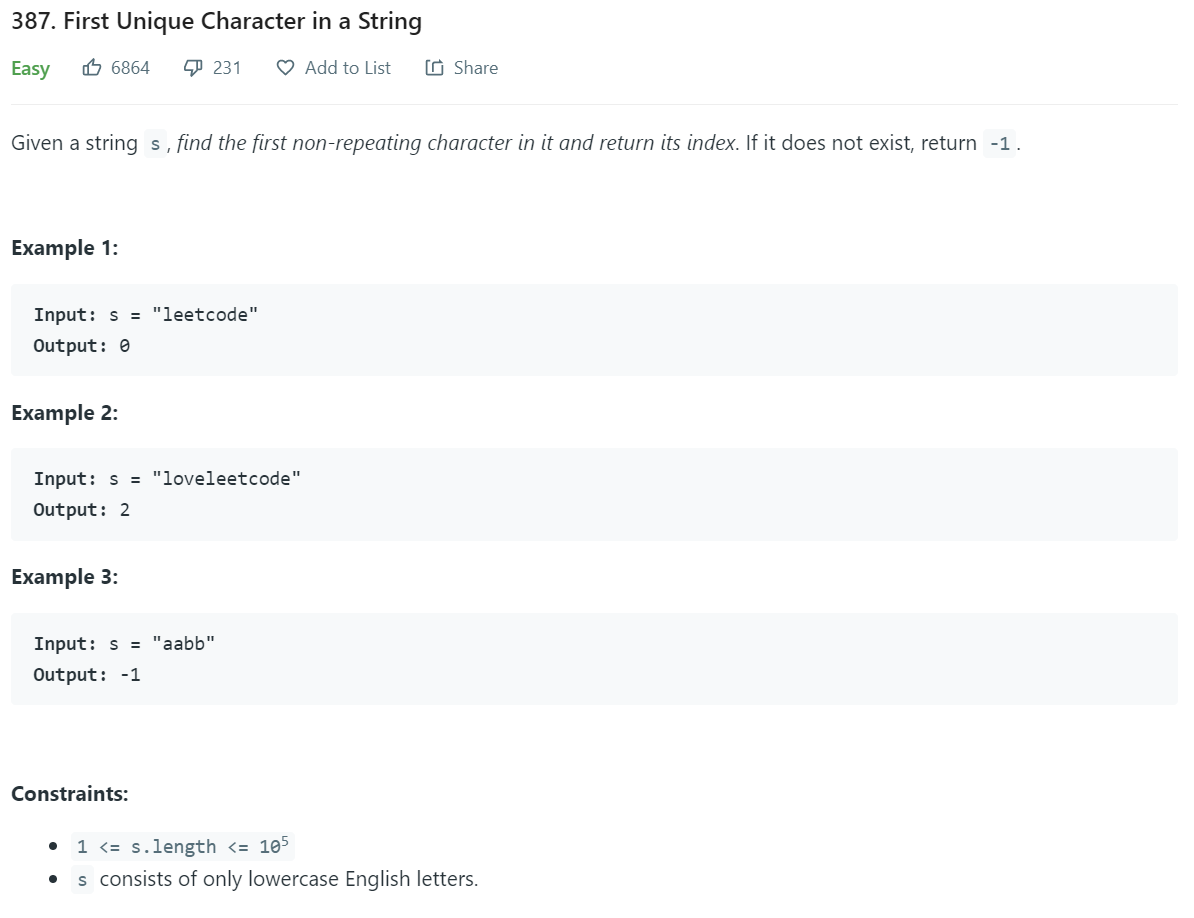 387. First Unique Character in a String
Easy 6864 231 Add to List Share
Given a string s, find the first non-repeating character in it and return its index. If it does not exist, return -1.
Example 1:
Input: s = "leetcode"
Output: 0
Example 2:
Input: s = "loveleetcode"
Output: 2
Example 3:
Input: s = "aabb"
Output: -1
Constraints:
• 1 <= s.length <= 10⁵
• s consists of only lowercase English letters.